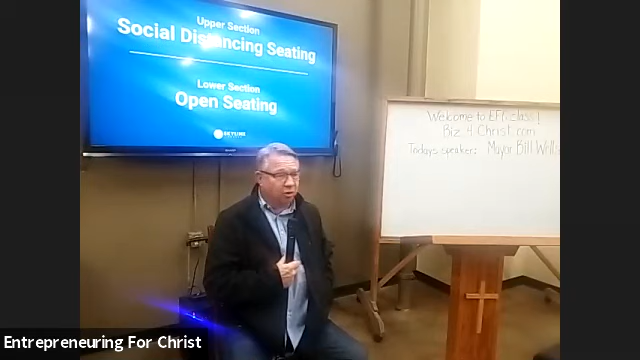 Upper Section
Social Distancing Seating
Lower Section
Open Seating
SKYLINE
Welcome to EFC class!
Biz 4 Christ.com
Todays speaker: Mayor Bill Wells
Entrepreneuring For Christ